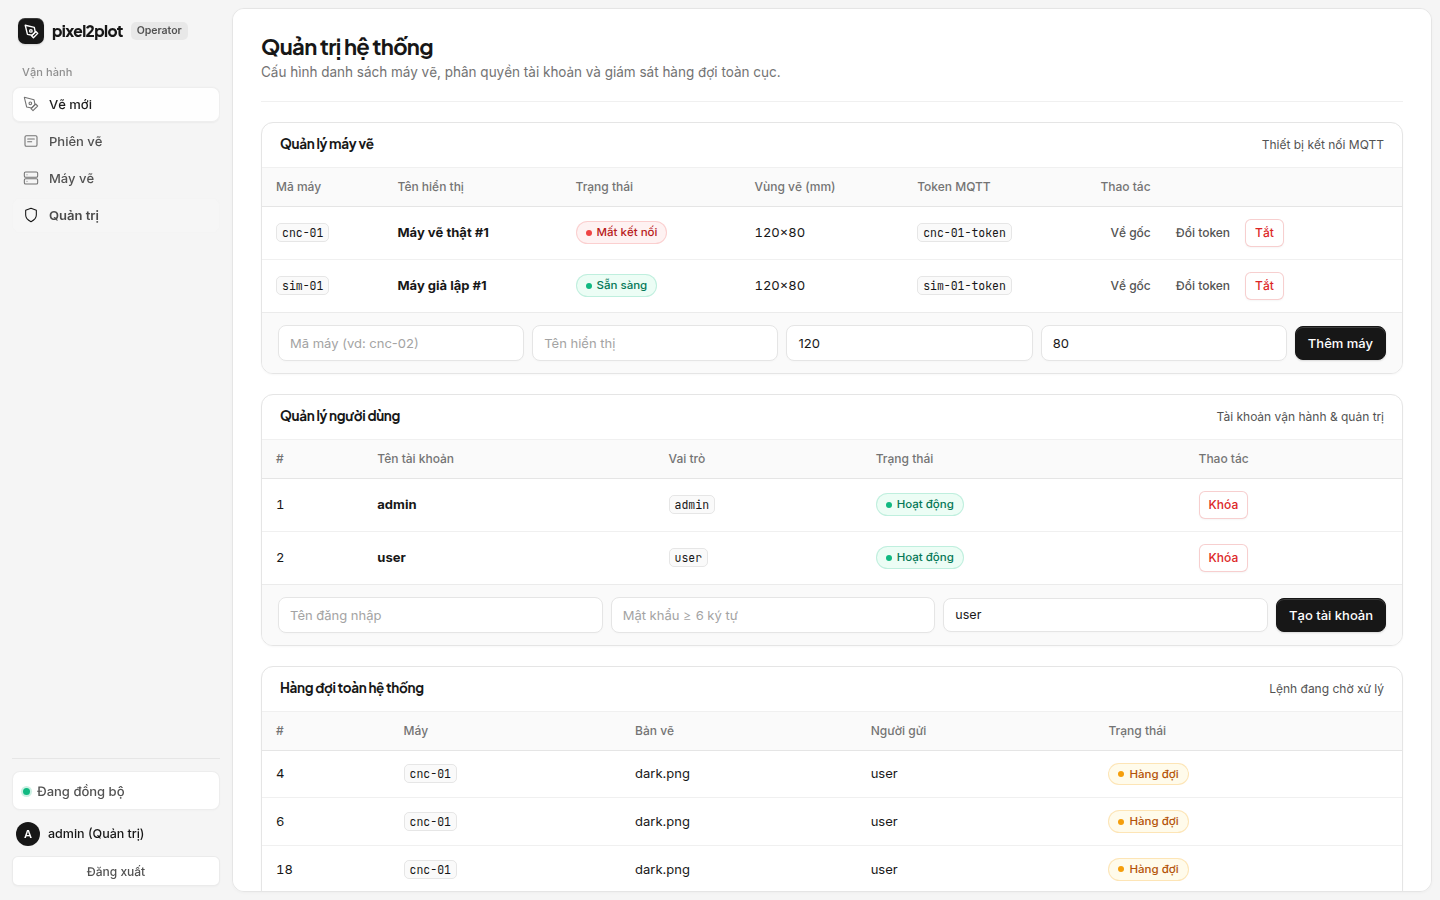 pixel2plot Operator
Vận hành
Vẽ mới
Phiên vẽ
Máy vẽ
Quản trị
Đang đồng bộ
A admin (Quản trị)
Đăng xuất
Quản trị hệ thống
Cấu hình danh sách máy vẽ, phân quyền tài khoản và giám sát hàng đợi toàn cục.
Quản lý máy vẽ Thiết bị kết nối MQTT
Mã máy Tên hiển thị Trạng thái Vùng vẽ (mm) Token MQTT Thao tác
cnc-01 Máy vẽ thật #1 Mất kết nối 120×80 cnc-01-token Về gốc Đổi token Tắt
sim-01 Máy giả lập #1 Sẵn sàng 120×80 sim-01-token Về gốc Đổi token Tắt
Mã máy (vd: cnc-02) Tên hiển thị 120 80 Thêm máy
Quản lý người dùng Tài khoản vận hành & quản trị
# Tên tài khoản Vai trò Trạng thái Thao tác
1 admin admin Hoạt động Khóa
2 user user Hoạt động Khóa
Tên đăng nhập Mật khẩu ≥ 6 ký tự user Tạo tài khoản
Hàng đợi toàn hệ thống Lệnh đang chờ xử lý
# Máy Bản vẽ Người gửi Trạng thái
4 cnc-01 dark.png user Hàng đợi
6 cnc-01 dark.png user Hàng đợi
18 cnc-01 dark.png user Hàng đợi